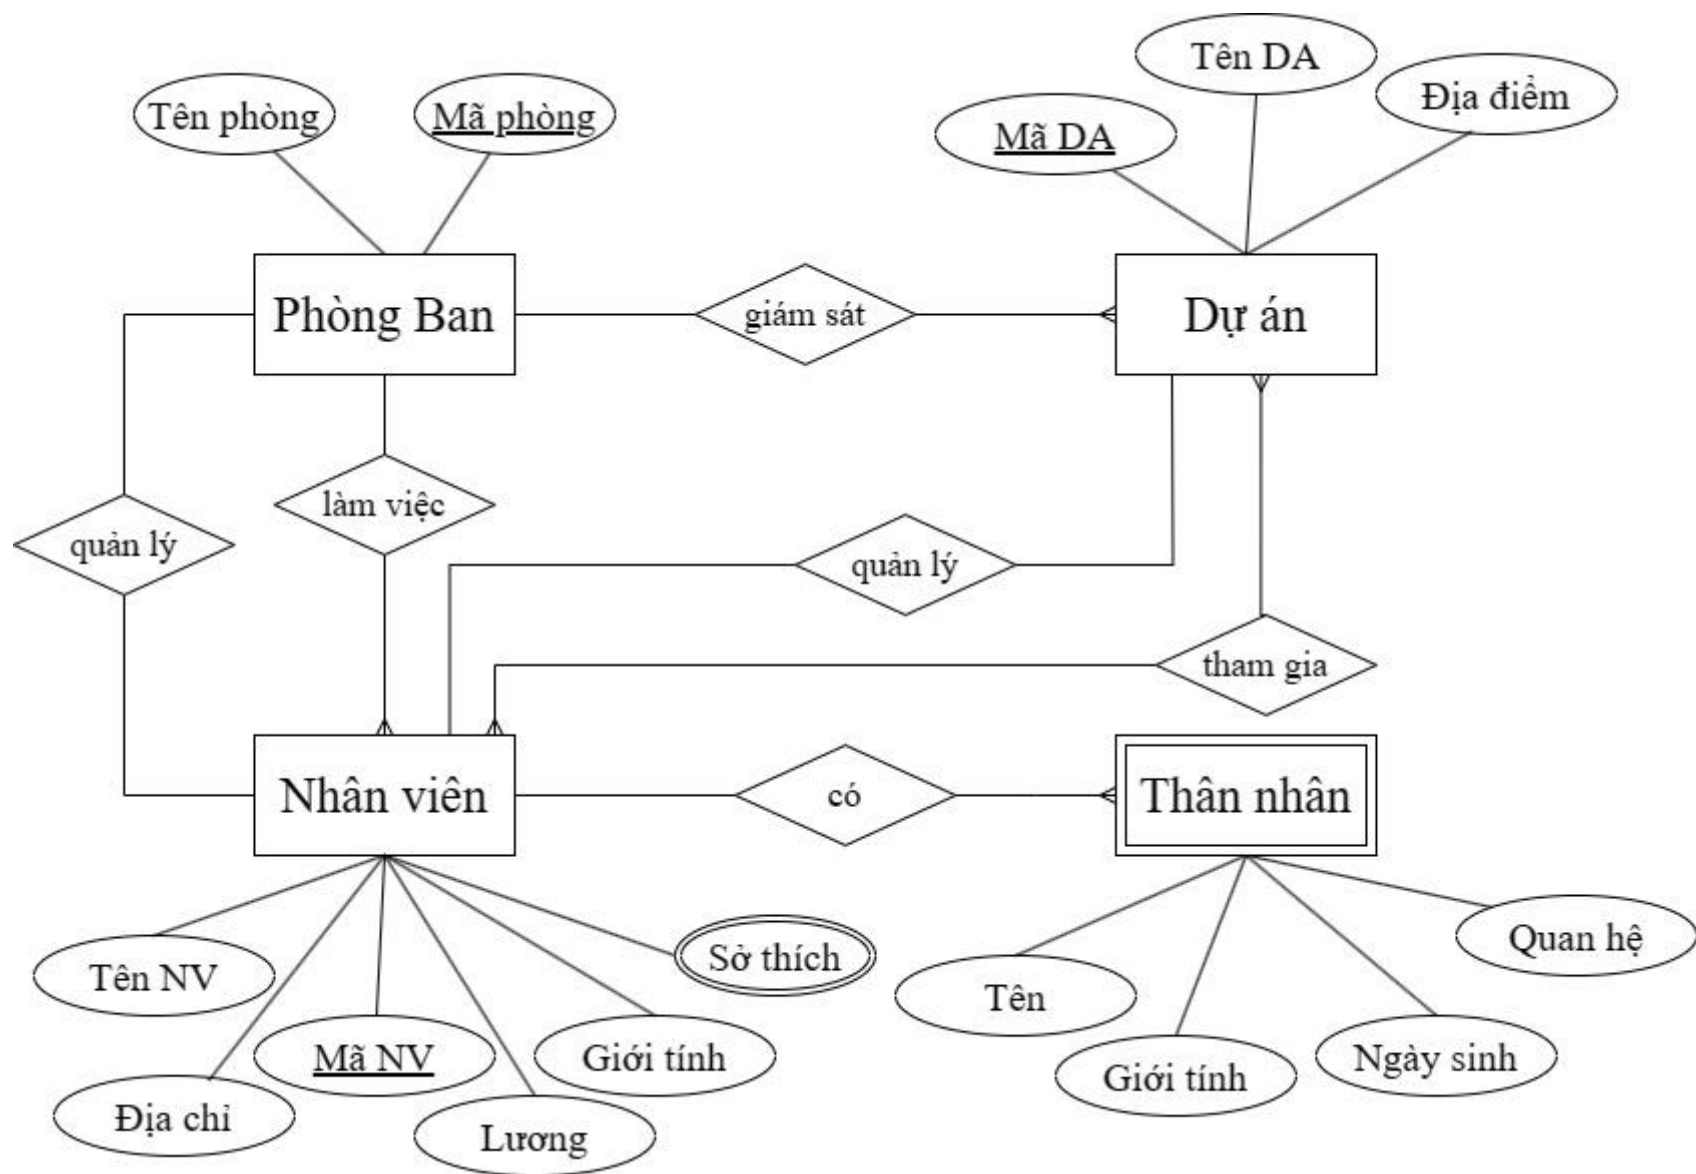 Tên DA
Địa điểm
Tên phòng
Mã phòng
Mã DA
Phòng Ban
giám sát
Dự án
làm việc
quản lý
quản lý
tham gia
Nhân viên
có
Thân nhân
Sở thích
Quan hệ
Tên NV
Tên
Mã NV
Giới tính
Ngày sinh
Giới tính
Địa chỉ
Lương